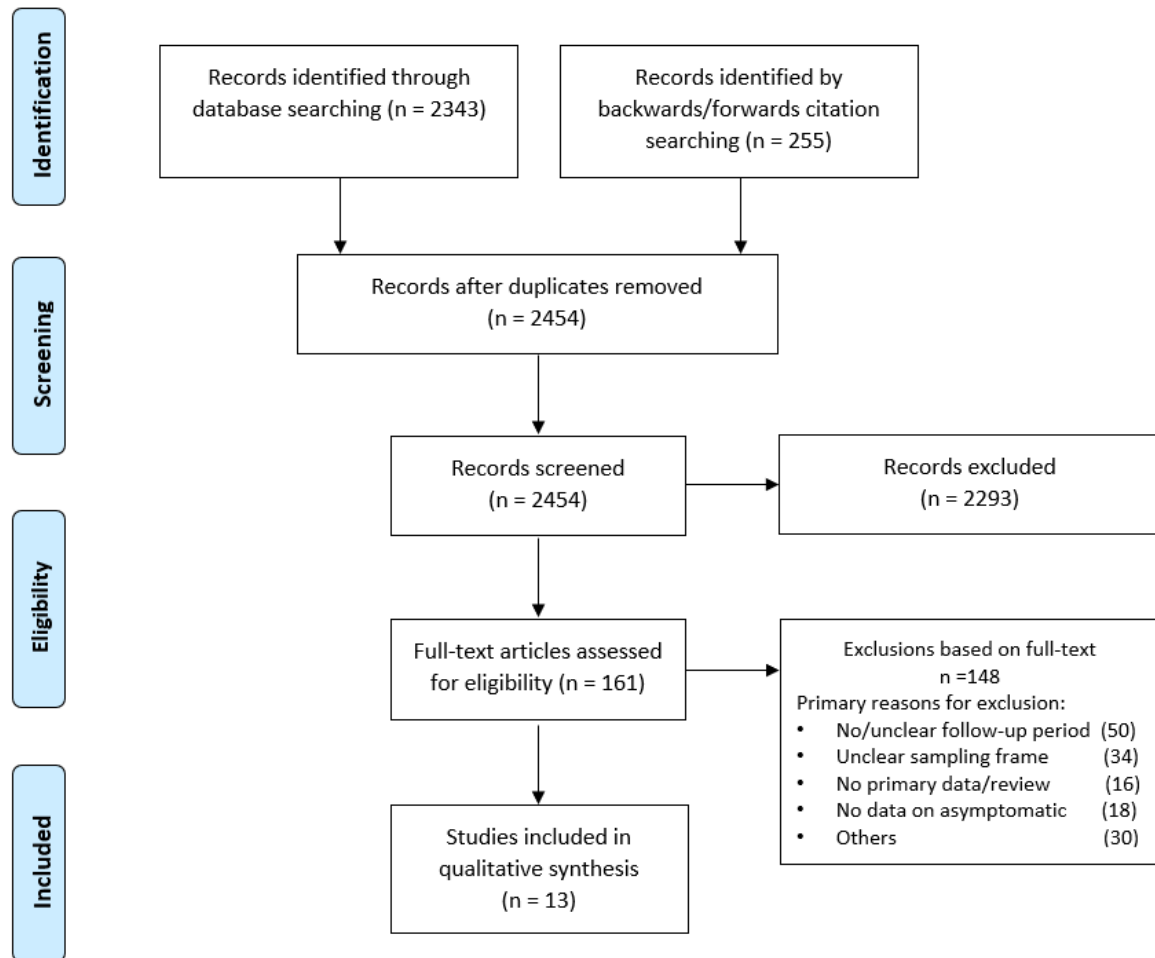 Identification
Records identified through
database searching (n = 2343)
Records identified by
backwards/forwards citation
searching (n = 255)
Screening
Records after duplicates removed
(n = 2454)
Records screened
(n = 2454)
Records excluded
(n = 2293)
Eligibility
Full-text articles assessed
for eligibility (n = 161)
Exclusions based on full-text
n =148
Primary reasons for exclusion:
• No/unclear follow-up period (50)
• Unclear sampling frame (34)
• No primary data/review (16)
• No data on asymptomatic (18)
• Others (30)
Included
Studies included in
qualitative synthesis
(n = 13)